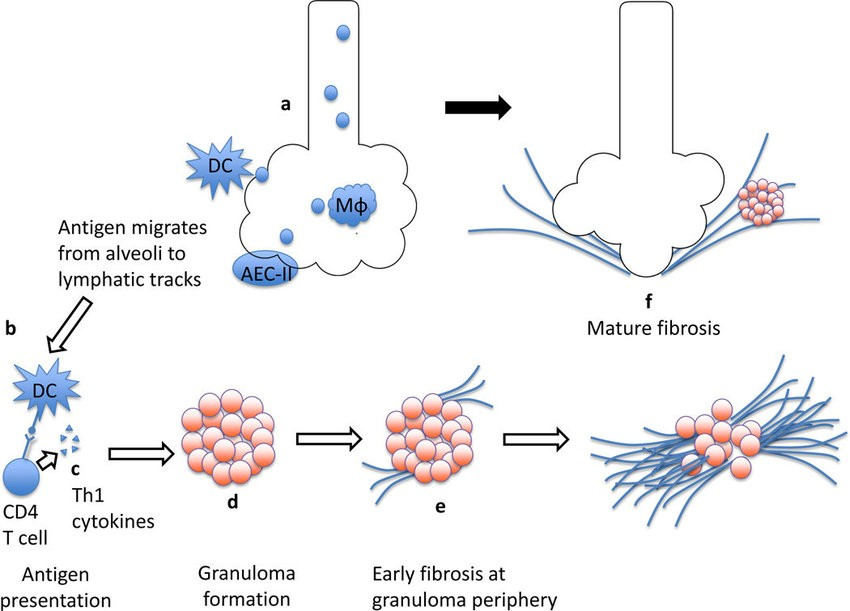 a
DC
Mϕ
AEC-II
Antigen migrates
from alveoli to
lymphatic tracks
f
Mature fibrosis
b
DC
c
Th1
cytokines
CD4
T cell
d
e
Antigen
presentation
Granuloma
formation
Early fibrosis at
granuloma periphery